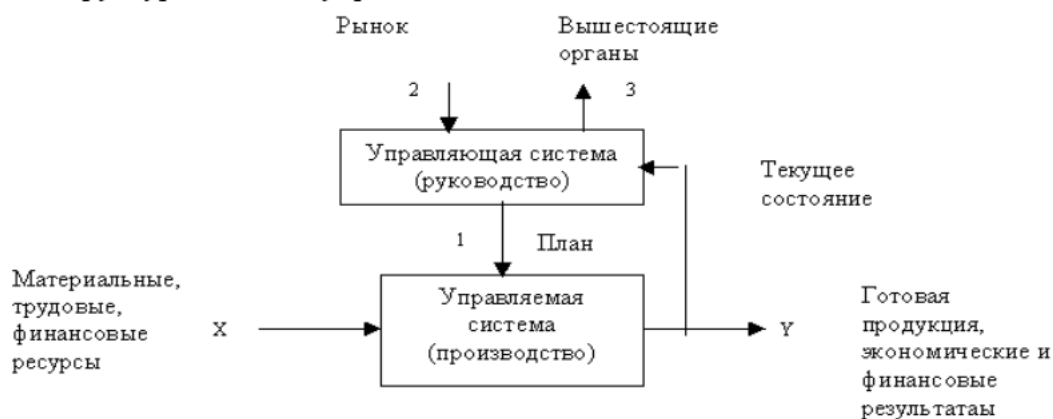 Рынок
Вышестоящие
органы
2
3
Управляющая система
(руководство)
Текущее
состояние
1
План
Материальные,
трудовые,
финансовые
ресурсы
X
Управляемая
система
(производство)
Y
Готовая
продукция,
экономические и
финансовые
результатаы